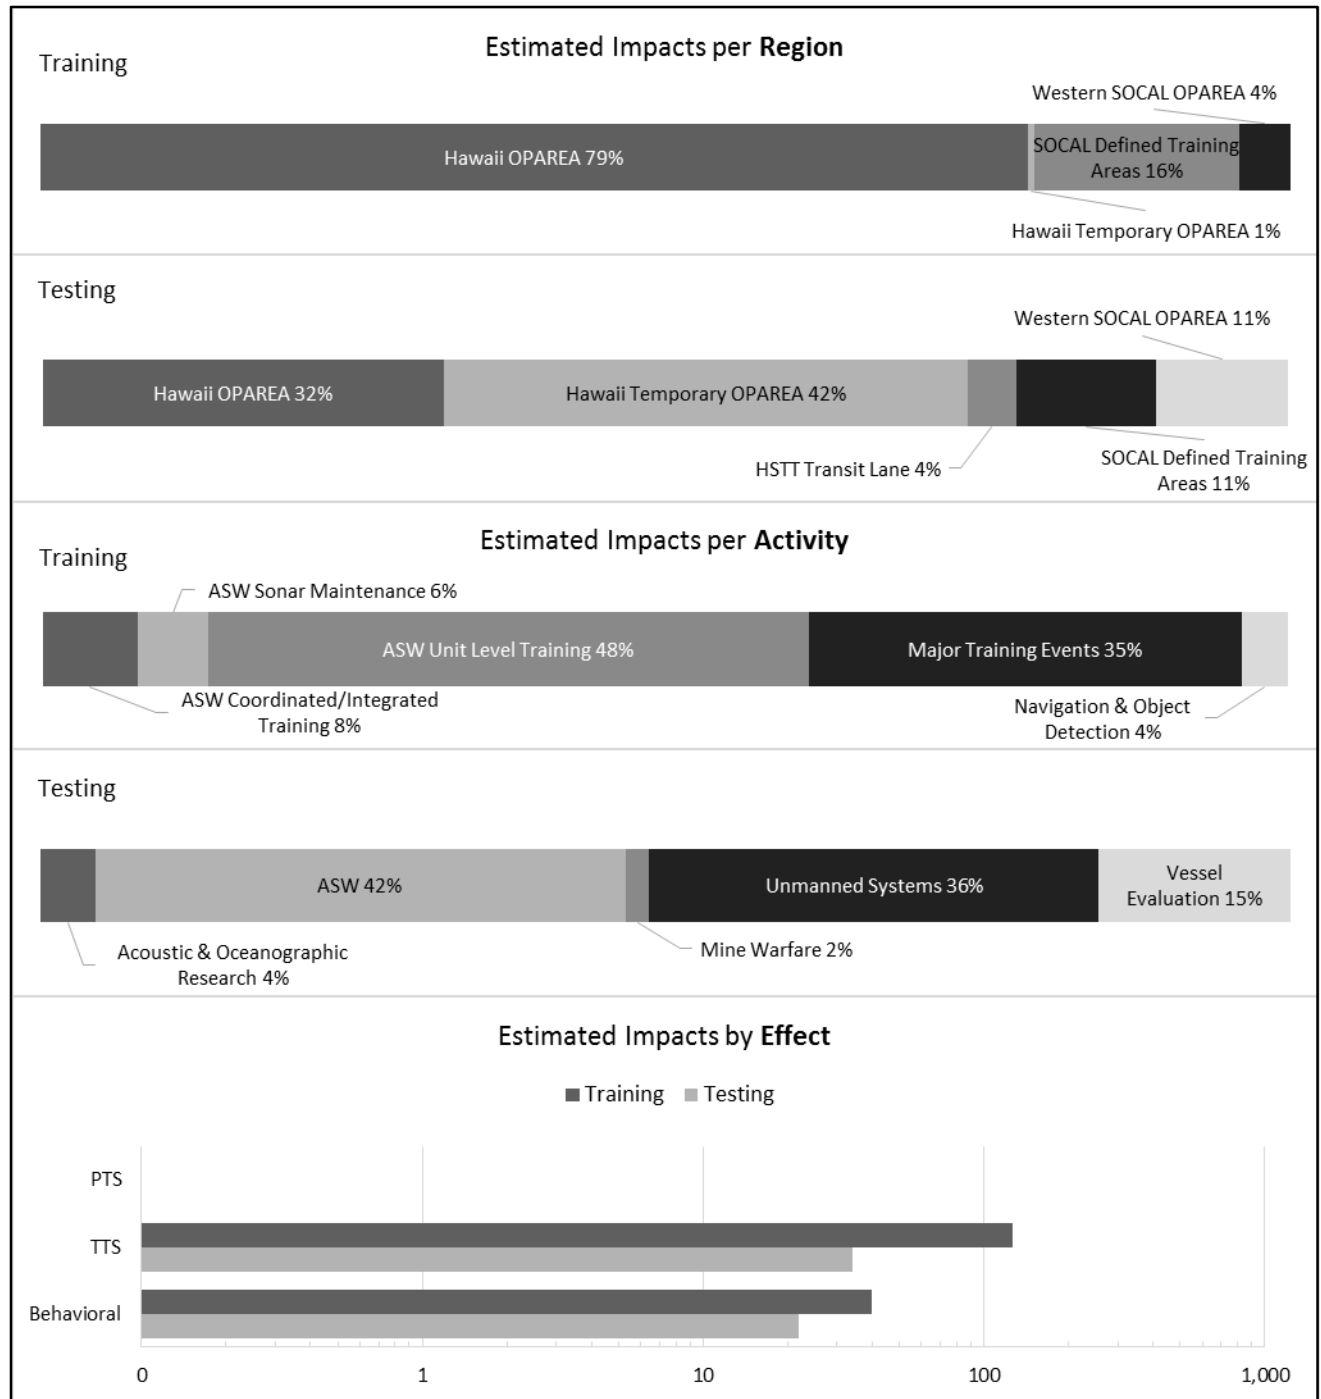 Estimated Impacts per Region
Training
Western SOCAL OPAREA 4%
Hawaii OPAREA 79%
SOCAL Defined Training
Areas 16%
Hawaii Temporary OPAREA 1%
Testing
Western SOCAL OPAREA 11%
Hawaii OPAREA 32%
Hawaii Temporary OPAREA 42%
HSTT Transit Lane 4%
SOCAL Defined Training
Areas 11%
Estimated Impacts per Activity
Training
ASW Sonar Maintenance 6%
ASW Unit Level Training 48%
Major Training Events 35%
ASW Coordinated/Integrated
Training 8%
Navigation & Object
Detection 4%
Testing
ASW 42%
Unmanned Systems 36%
Vessel
Evaluation 15%
Acoustic & Oceanographic
Research 4%
Mine Warfare 2%
Estimated Impacts by Effect
Training Testing
PTS
TTS
Behavioral
0 1 10 100 1,000